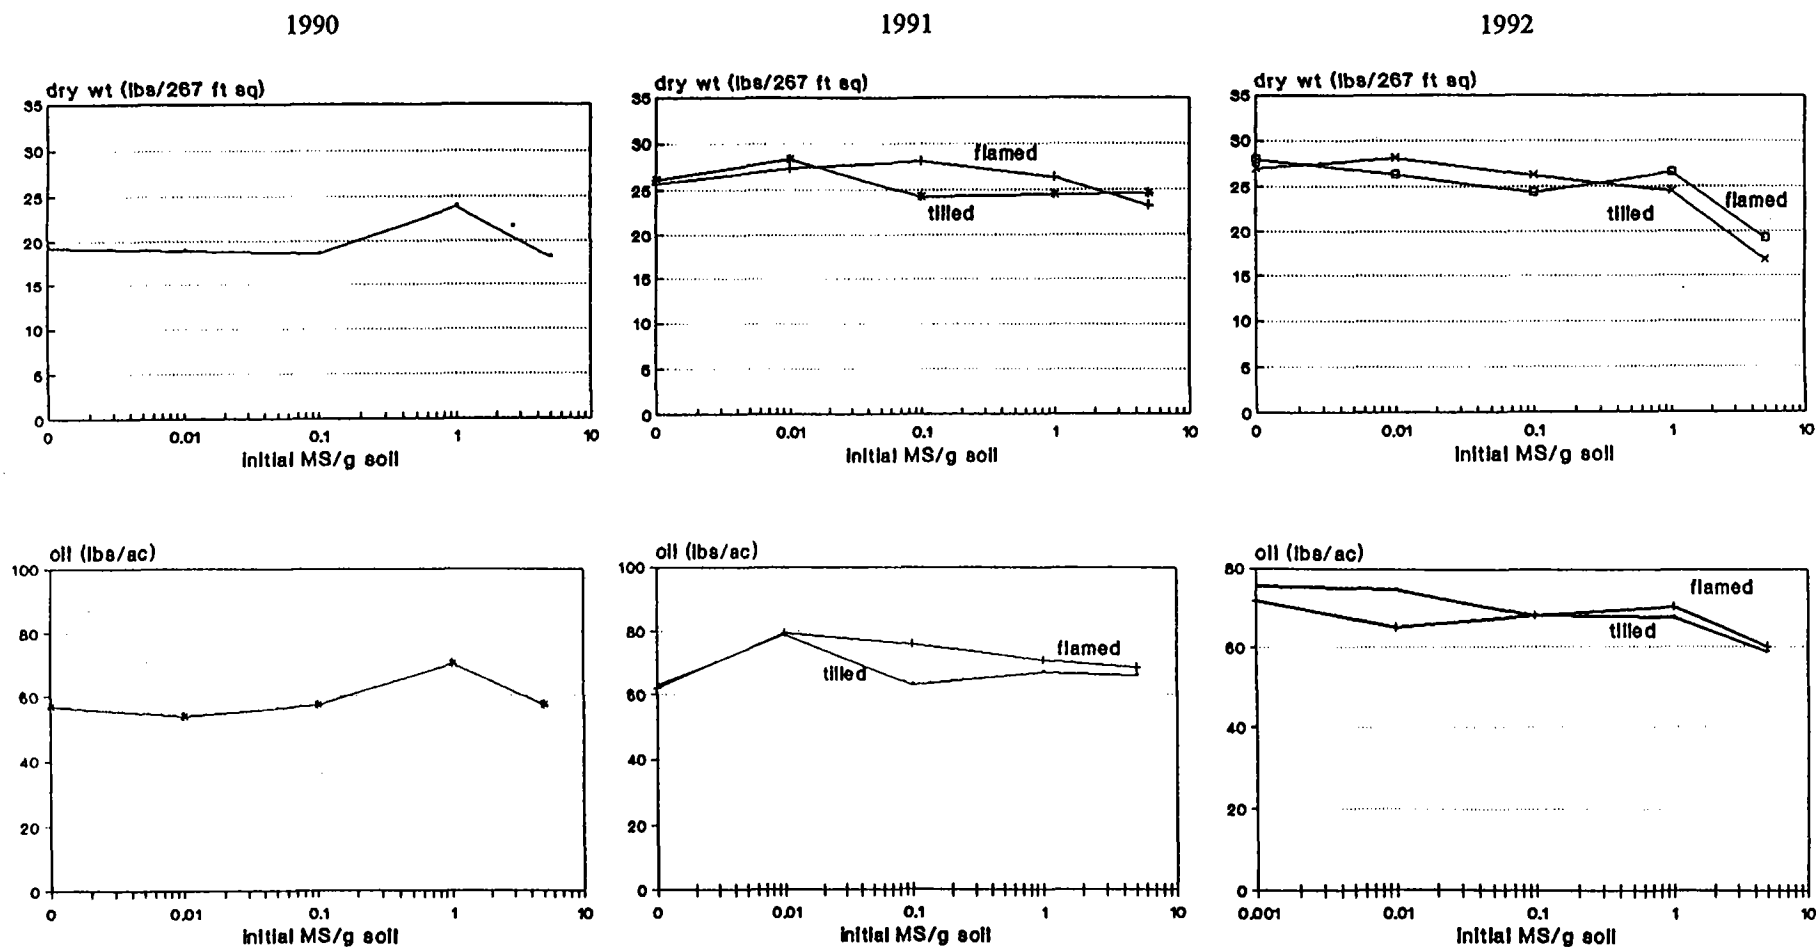 1990
1991
1992
dry wt (lbs/267 ft sq)
35
30
25
20
15
10
5
0
0 0.01 0.1 1 10
initial MS/g soil
dry wt (lbs/267 ft sq)
35
30
25
20
15
10
5
0
flamed
tilled
0 0.01 0.1 1 10
initial MS/g soil
dry wt (lbs/267 ft sq)
35
30
25
20
15
10
5
0
flamed
tilled
0 0.01 0.1 1 10
initial MS/g soil
oil (lbs/ac)
100
80
60
40
20
0
0 0.01 0.1 1 10
initial MS/g soil
oil (lbs/ac)
100
80
60
40
20
0
flamed
tilled
0 0.01 0.1 1 10
initial MS/g soil
oil (lbs/ac)
80
60
40
20
0
flamed
tilled
0.001 0.01 0.1 1 10
initial MS/g soil